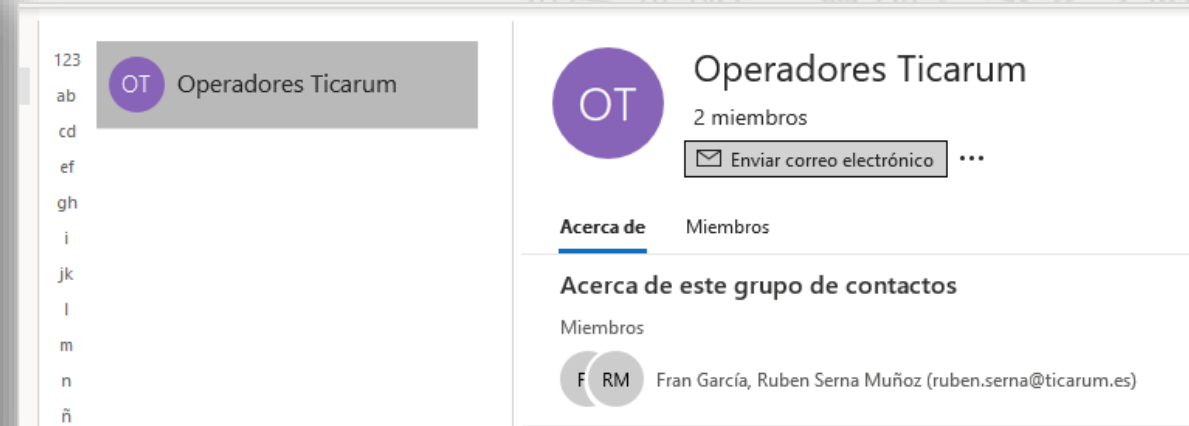 123
ab
cd
ef
gh
i
jk
l
m
n
ñ
OT Operadores Ticarum
OT
Operadores Ticarum
2 miembros
Enviar correo electrónico ···
Acerca de Miembros
Acerca de este grupo de contactos
Miembros
F RM Fran García, Ruben Serna Muñoz (ruben.serna@ticarum.es)